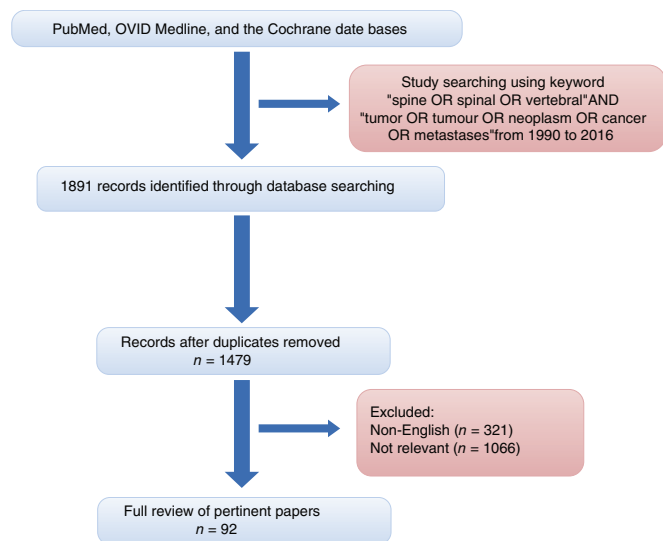 PubMed, OVID Medline, and the Cochrane date bases
Study searching using keyword
"spine OR spinal OR vertebral"AND
"tumor OR tumour OR neoplasm OR cancer
OR metastases"from 1990 to 2016
1891 records identified through database searching
Records after duplicates removed
n = 1479
Excluded:
Non-English (n = 321)
Not relevant (n = 1066)
Full review of pertinent papers
n = 92